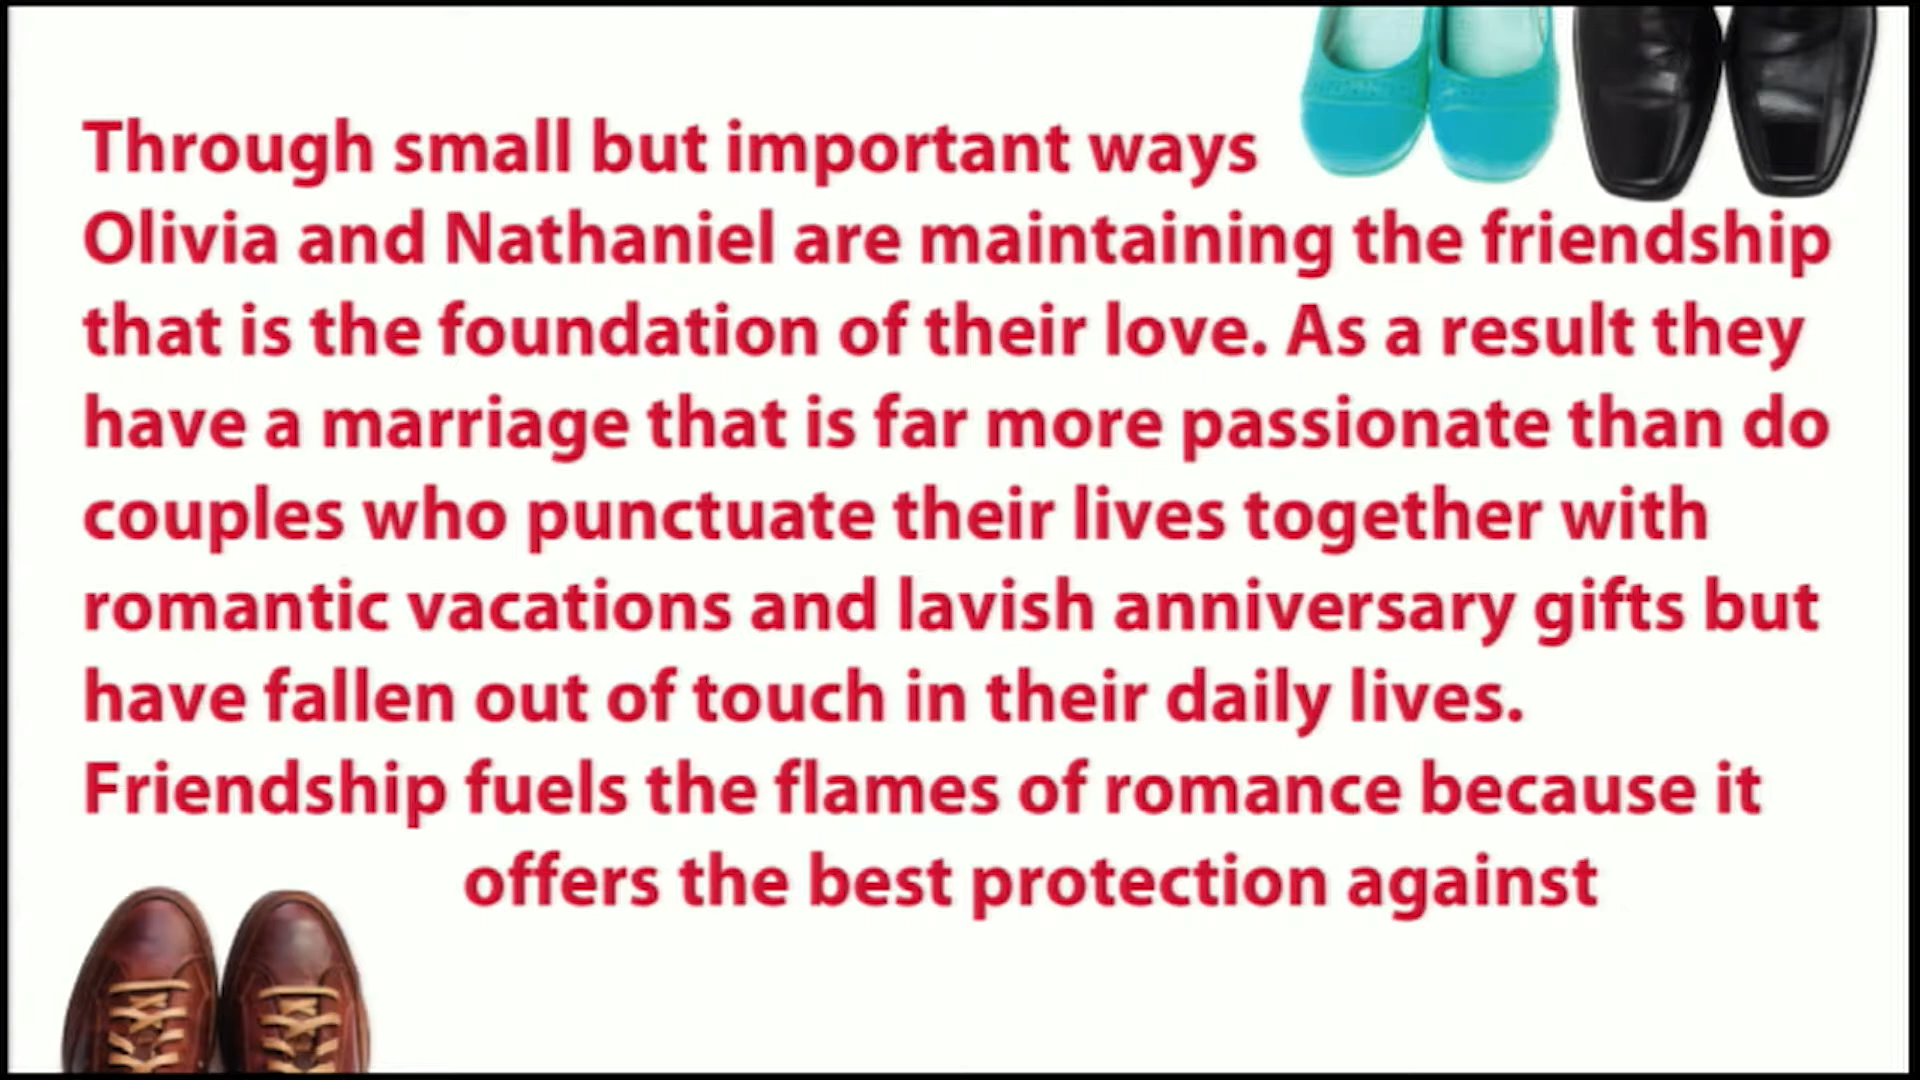 Through small but important ways
Olivia and Nathaniel are maintaining the friendship
that is the foundation of their love. As a result they
have a marriage that is far more passionate than do
couples who punctuate their lives together with
romantic vacations and lavish anniversary gifts but
have fallen out of touch in their daily lives.
Friendship fuels the flames of romance because it
offers the best protection against